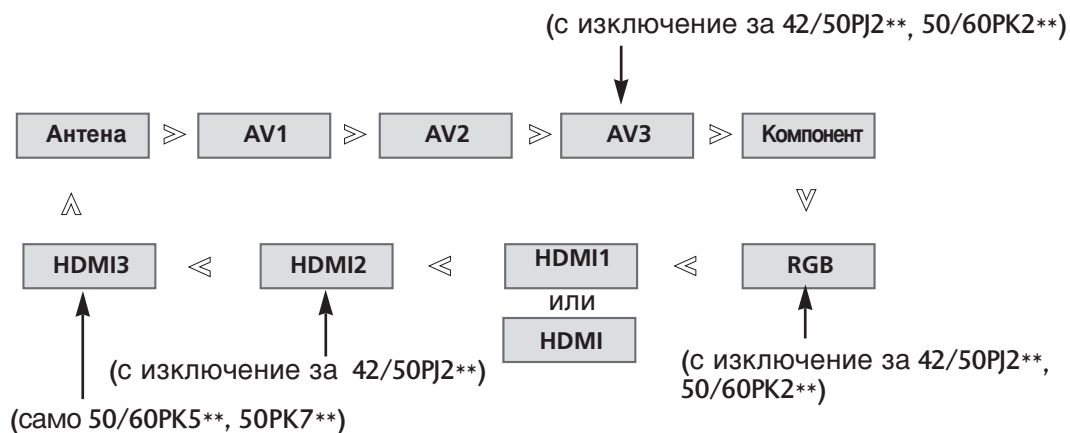 (с изключение за 42/50PJ2**, 50/60PK2**)
Антена
AV1
AV2
AV3
Компонент
HDMI3
HDMI2
HDMI1
или
HDMI
RGB
(с изключение за 42/50PJ2**)
(с изключение за 42/50PJ2**,
50/60PK2**)
(само 50/60PK5**, 50PK7**)